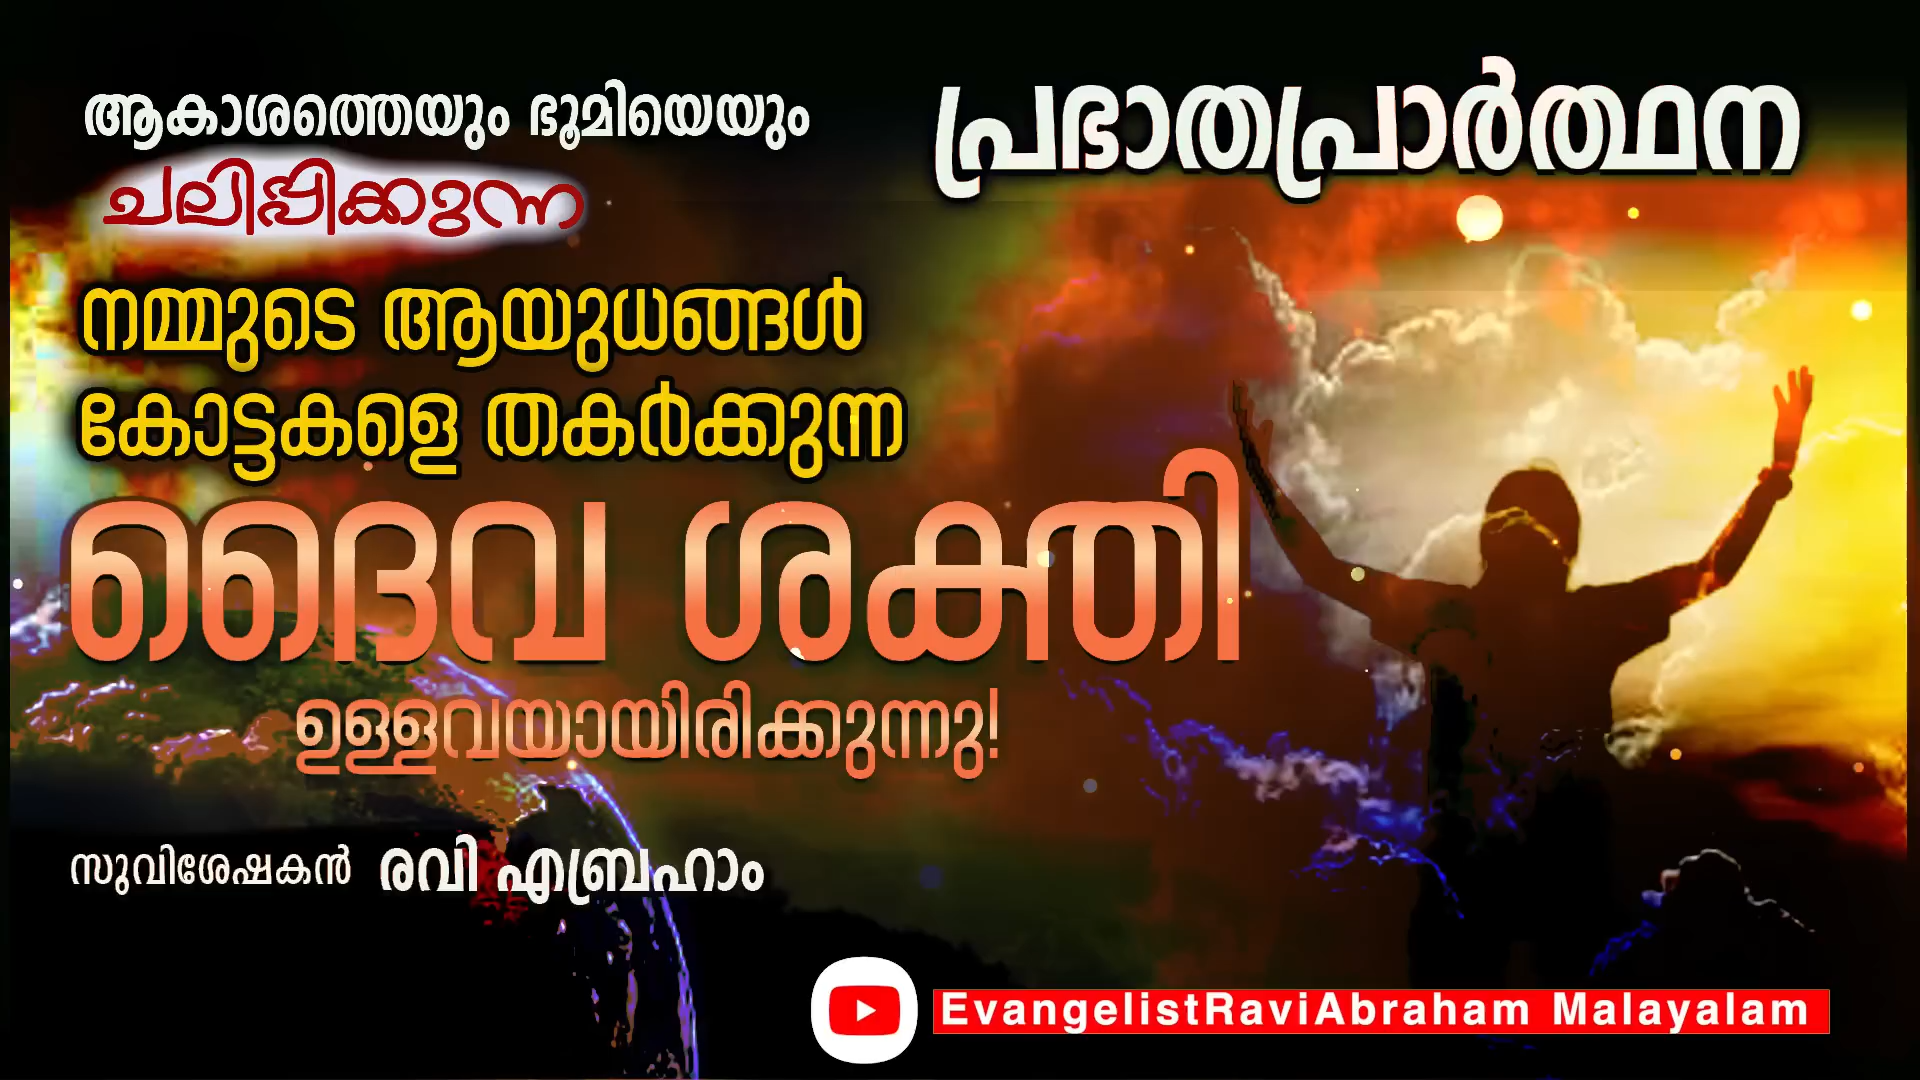 ആകാശത്തെയും ഭൂമിയെയും
ചലിപ്പിക്കുന്ന
പ്രഭാതപ്രാർത്ഥന
നമ്മുടെ ആയുധങ്ങൾ
കോട്ടകളെ തകർക്കുന്ന
ദൈവ ശക്തി
ഉള്ളവയായിരിക്കുന്നു!
സുവിശേഷകൻ രവി എബ്രഹാം
EvangelistRaviAbraham Malayalam